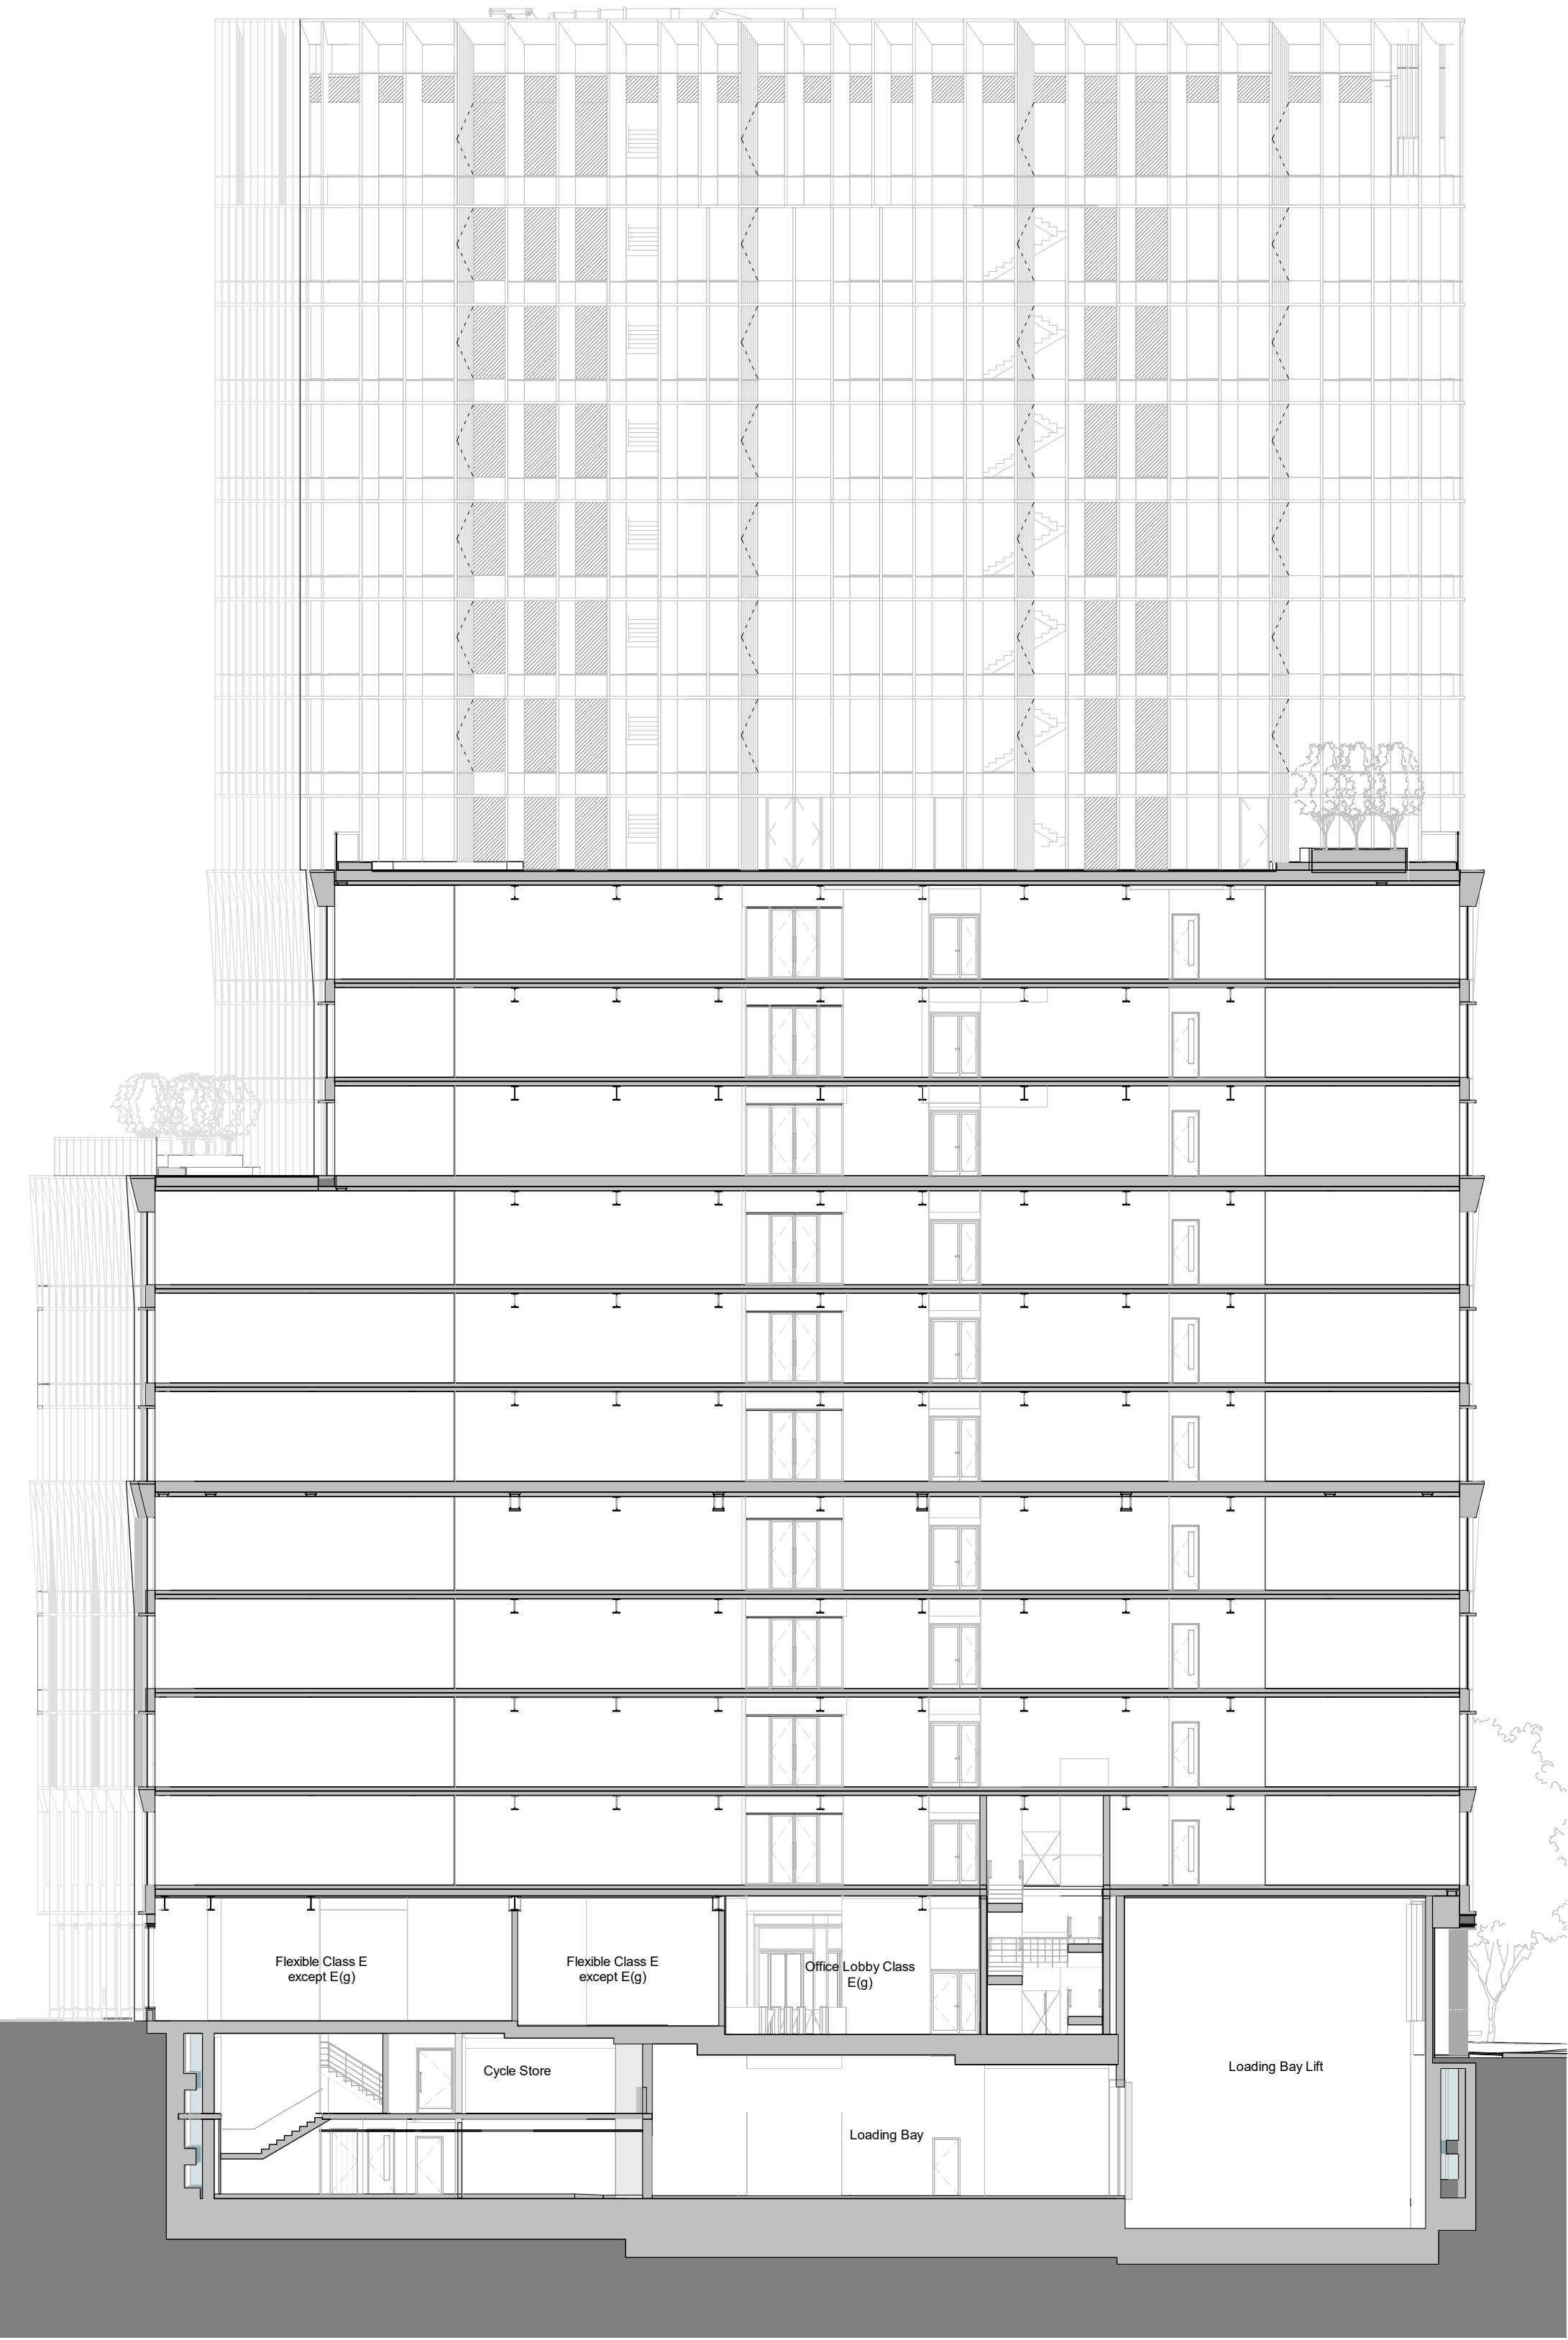 Flexible Class E
except E(g)
Flexible Class E
except E(g)
Office Lobby Class
E(g)
Cycle Store
Loading Bay Lift
Loading Bay